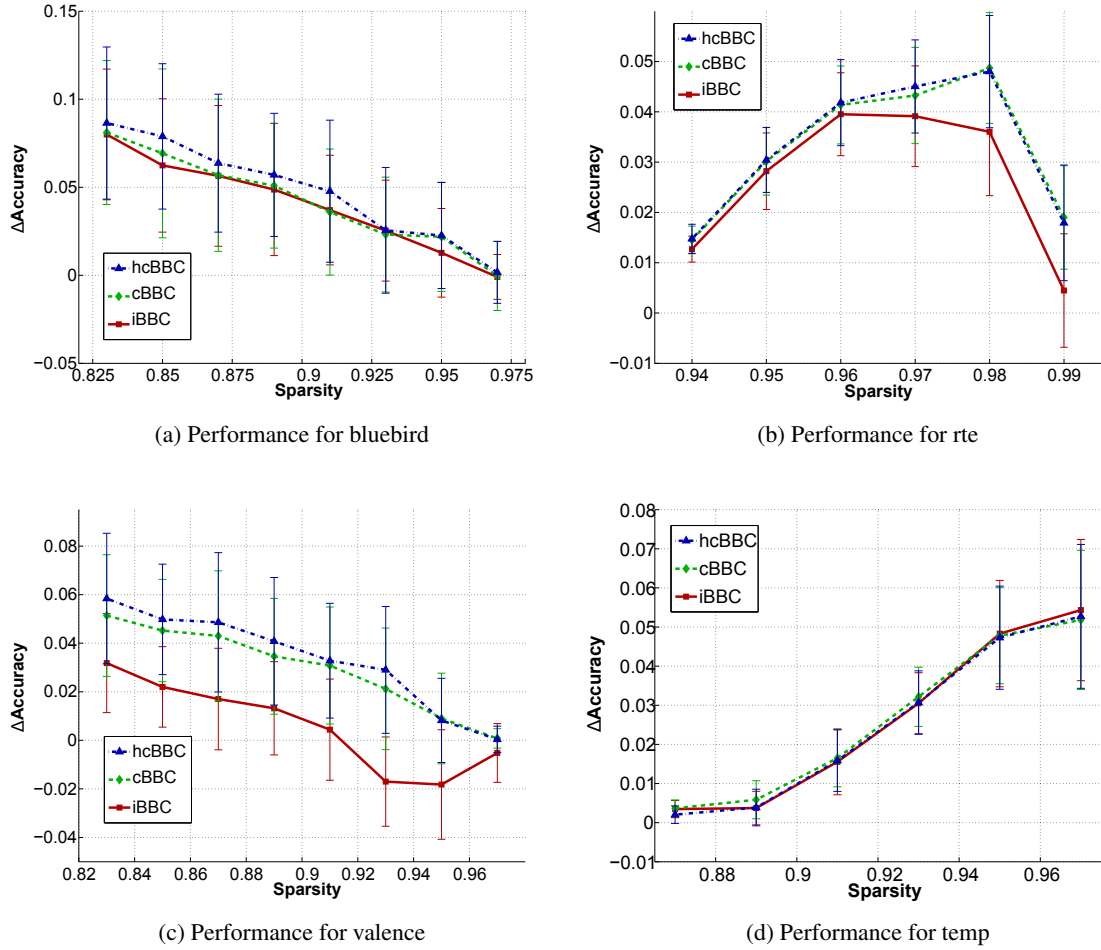 0.15
0.1
0.05
0
−0.05
ΔAccuracy
hcBBC
cBBC
iBBC
0.825 0.85 0.875 0.9 0.925 0.95 0.975
Sparsity
(a) Performance for bluebird
0.05
0.04
0.03
0.02
0.01
0
−0.01
ΔAccuracy
hcBBC
cBBC
iBBC
0.94 0.95 0.96 0.97 0.98 0.99
Sparsity
(b) Performance for rte
0.08
0.06
0.04
0.02
0
−0.02
−0.04
ΔAccuracy
hcBBC
cBBC
iBBC
0.82 0.84 0.86 0.88 0.9 0.92 0.94 0.96
Sparsity
(c) Performance for valence
0.08
0.07
0.06
0.05
0.04
0.03
0.02
0.01
0
−0.01
ΔAccuracy
hcBBC
cBBC
iBBC
0.88 0.9 0.92 0.94 0.96
Sparsity
(d) Performance for temp